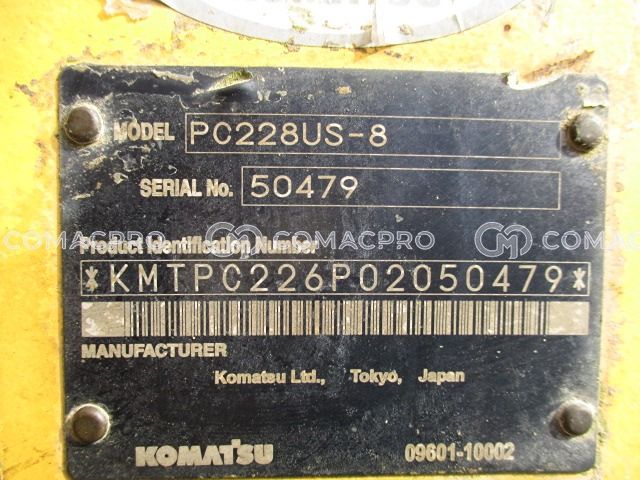 MODEL PC228US-8
SERIAL No. 50479
COMACPRO COMACPRO
Product Identification Number
*KMTPC226P02050479*
MANUFACTURER
Komatsu Ltd., Tokyo, Japan
KOMATSU 09601-10002